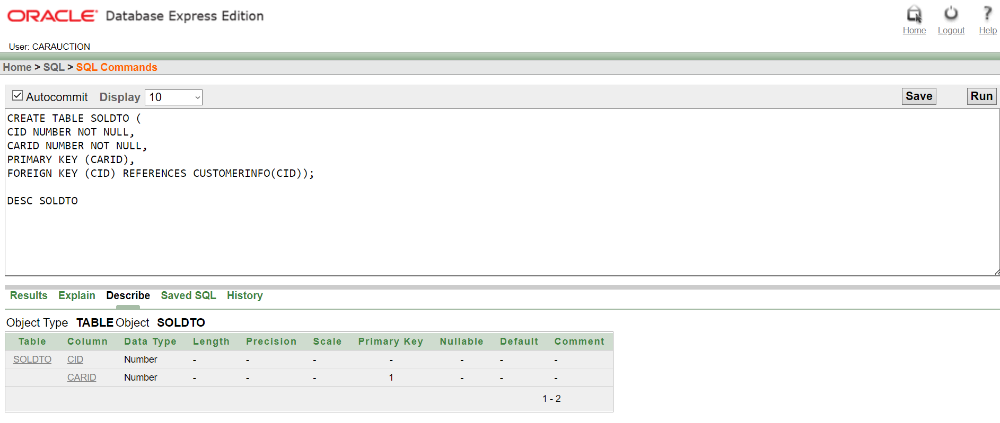 ORACLE Database Express Edition
Home Logout Help
User: CARAUCTION
Home > SQL > SQL Commands
Autocommit Display 10 Save Run
CREATE TABLE SOLDTO (
CID NUMBER NOT NULL,
CARID NUMBER NOT NULL,
PRIMARY KEY (CARID),
FOREIGN KEY (CID) REFERENCES CUSTOMERINFO(CID));
DESC SOLDTO
Results Explain Describe Saved SQL History
Object Type TABLE Object SOLDTO
Table Column Data Type Length Precision Scale Primary Key Nullable Default Comment
SOLDTO CID Number - - - - - - -
CARID Number - - - 1 - - -
1 - 2